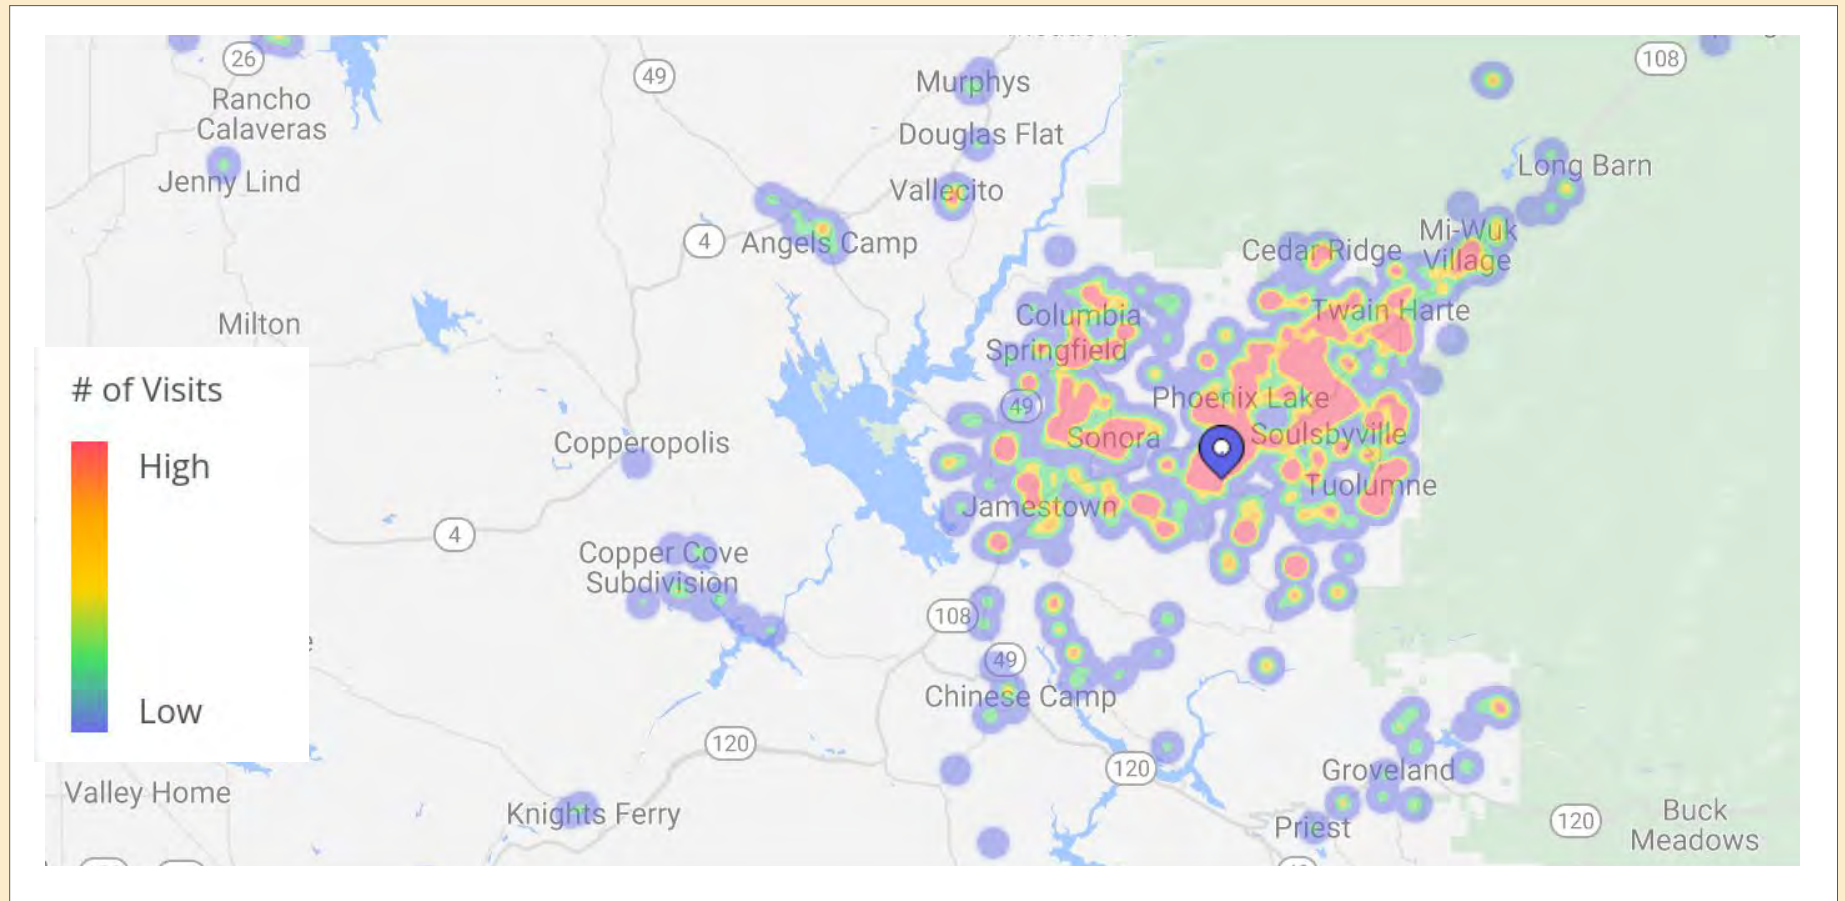 26
49
Murphys
108
Rancho
Calaveras
Douglas Flat
Long Barn
Jenny Lind
Vallecito
4
Angels Camp
Cedar Ridge
Mi-Wuk
Village
Milton
Columbia
Twain Harte
Springfield
# of Visits
High
Low
49
Phoenix Lake
Copperopolis
Sonora
Soulsbyville
Tuolumne
Jamestown
4
Copper Cove
Subdivision
108
49
Chinese Camp
120
120
Groveland
Valley Home
Knights Ferry
Priest
120
Buck
Meadows